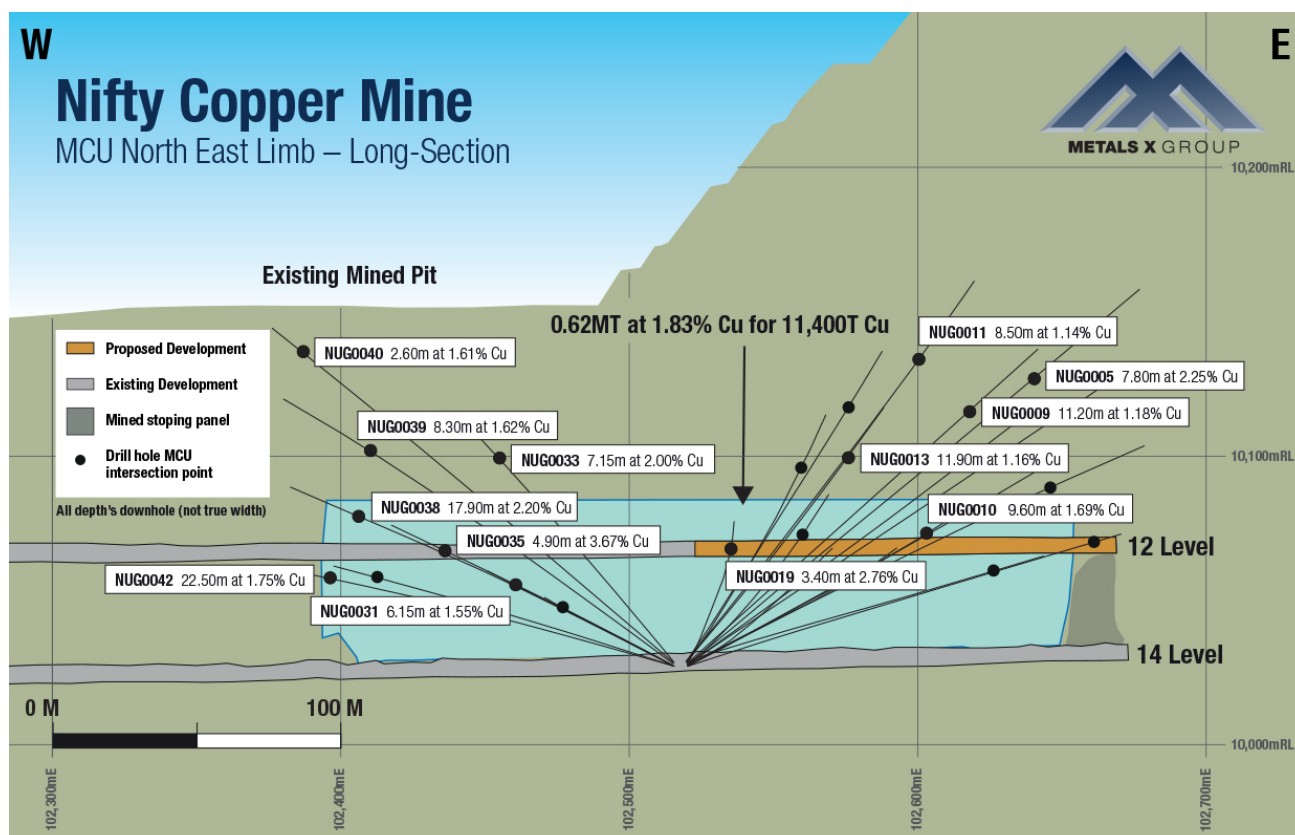 W
E
Nifty Copper Mine
MCU North East Limb – Long-Section
METALS X GROUP
10,200mRL
Existing Mined Pit
0.62MT at 1.83% Cu for 11,400T Cu
NUG0011 8.50m at 1.14% Cu
Proposed Development
Existing Development
Mined stoping panel
Drill hole MCU
intersection point
All depth's downhole (not true width)
NUG0040 2.60m at 1.61% Cu
NUG0005 7.80m at 2.25% Cu
NUG0039 8.30m at 1.62% Cu
NUG0009 11.20m at 1.18% Cu
NUG0033 7.15m at 2.00% Cu
NUG0013 11.90m at 1.16% Cu
10,100mRL
NUG0038 17.90m at 2.20% Cu
NUG0010 9.60m at 1.69% Cu
NUG0035 4.90m at 3.67% Cu
12 Level
NUG0042 22.50m at 1.75% Cu
NUG0019 3.40m at 2.76% Cu
NUG0031 6.15m at 1.55% Cu
14 Level
0 M
100 M
10,000mRL
102,300mE
102,400mE
102,500mE
102,600mE
102,700mE